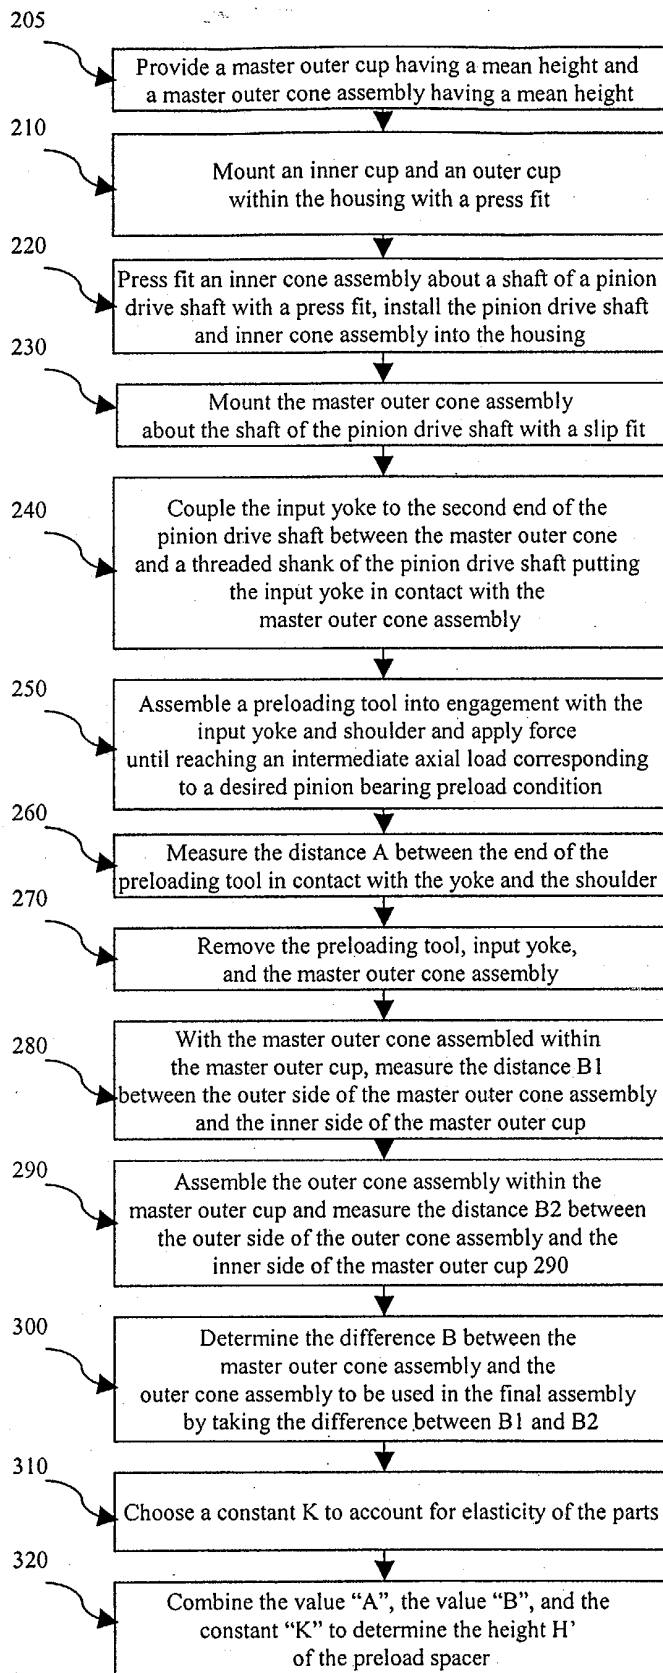 205
Provide a master outer cup having a mean height and
a master outer cone assembly having a mean height
210
Mount an inner cup and an outer cup
within the housing with a press fit
220
Press fit an inner cone assembly about a shaft of a pinion
drive shaft with a press fit, install the pinion drive shaft
and inner cone assembly into the housing
230
Mount the master outer cone assembly
about the shaft of the pinion drive shaft with a slip fit
240
Couple the input yoke to the second end of the
pinion drive shaft between the master outer cone
and a threaded shank of the pinion drive shaft putting
the input yoke in contact with the
master outer cone assembly
250
Assemble a preloading tool into engagement with the
input yoke and shoulder and apply force
until reaching an intermediate axial load corresponding
to a desired pinion bearing preload condition
260
Measure the distance A between the end of the
preloading tool in contact with the yoke and the shoulder
270
Remove the preloading tool, input yoke,
and the master outer cone assembly
280
With the master outer cone assembled within
the master outer cup, measure the distance B1
between the outer side of the master outer cone assembly
and the inner side of the master outer cup
290
Assemble the outer cone assembly within the
master outer cup and measure the distance B2 between
the outer side of the outer cone assembly and the
inner side of the master outer cup 290
300
Determine the difference B between the
master outer cone assembly and the
outer cone assembly to be used in the final assembly
by taking the difference between B1 and B2
310
Choose a constant K to account for elasticity of the parts
320
Combine the value “A”, the value “B”, and the
constant “K” to determine the height H’
of the preload spacer